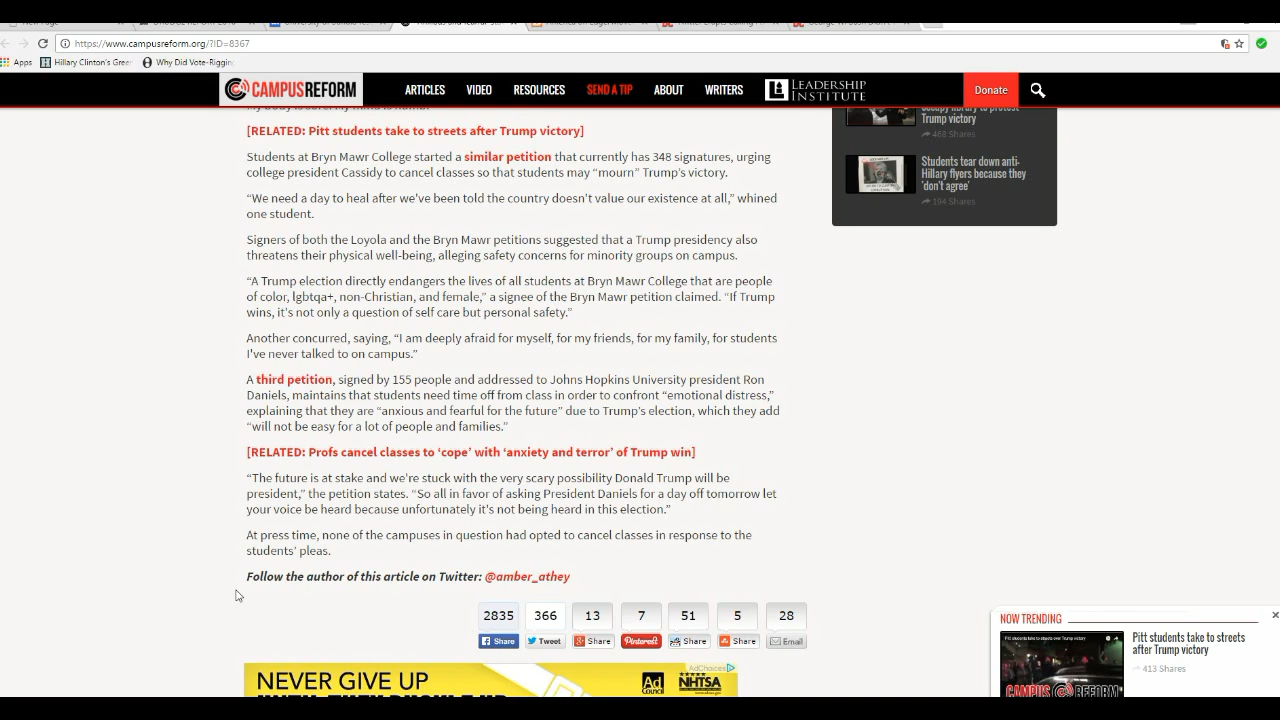 https://www.campusreform.org/?ID=8367
Apps
Hillary Clinton's Gree
Why Did Vote-Riggin
CAMPUSREFORM
ARTICLES
VIDEO
RESOURCES
SEND A TIP
ABOUT
WRITERS
LEADERSHIP
INSTITUTE
Donate
[RELATED: Pitt students take to streets after Trump victory]
Students at Bryn Mawr College started a similar petition that currently has 348 signatures, urging
college president Cassidy to cancel classes so that students may “mourn” Trump’s victory.
“We need a day to heal after we’ve been told the country doesn’t value our existence at all,” whined
one student.
Signers of both the Loyola and the Bryn Mawr petitions suggested that a Trump presidency also
threatens their physical well-being, alleging safety concerns for minority groups on campus.
“A Trump election directly endangers the lives of all students at Bryn Mawr College that are people
of color, lgbtqa+, non-Christian, and female,” a signee of the Bryn Mawr petition claimed. “If Trump
wins, it's not only a question of self care but personal safety.”
Another concurred, saying, “I am deeply afraid for myself, for my friends, for my family, for students
I've never talked to on campus.”
A third petition, signed by 155 people and addressed to Johns Hopkins University president Ron
Daniels, maintains that students need time off from class in order to confront “emotional distress,”
explaining that they are “anxious and fearful for the future” due to Trump’s election, which they add
“will not be easy for a lot of people and families.”
[RELATED: Profs cancel classes to ‘cope’ with ‘anxiety and terror’ of Trump win]
“The future is at stake and we're stuck with the very scary possibility Donald Trump will be
president,” the petition states. “So all in favor of asking President Daniels for a day off tomorrow let
your voice be heard because unfortunately it's not being heard in this election.”
At press time, none of the campuses in question had opted to cancel classes in response to the
students’ pleas.
Follow the author of this article on Twitter: @amber_athey
2835
366
13
7
51
5
28
Share
Tweet
Share
Pinterest
Share
Share
Email
AdChoices
NEVER GIVE UP
Ad
Council
NHTSA
occupy library to protest
Trump victory
468 Shares
Students tear down anti-
Hillary flyers because they
'don't agree'
194 Shares
NOW TRENDING
Pitt students take to streets
after Trump victory
413 Shares
CAMPUS REFORM